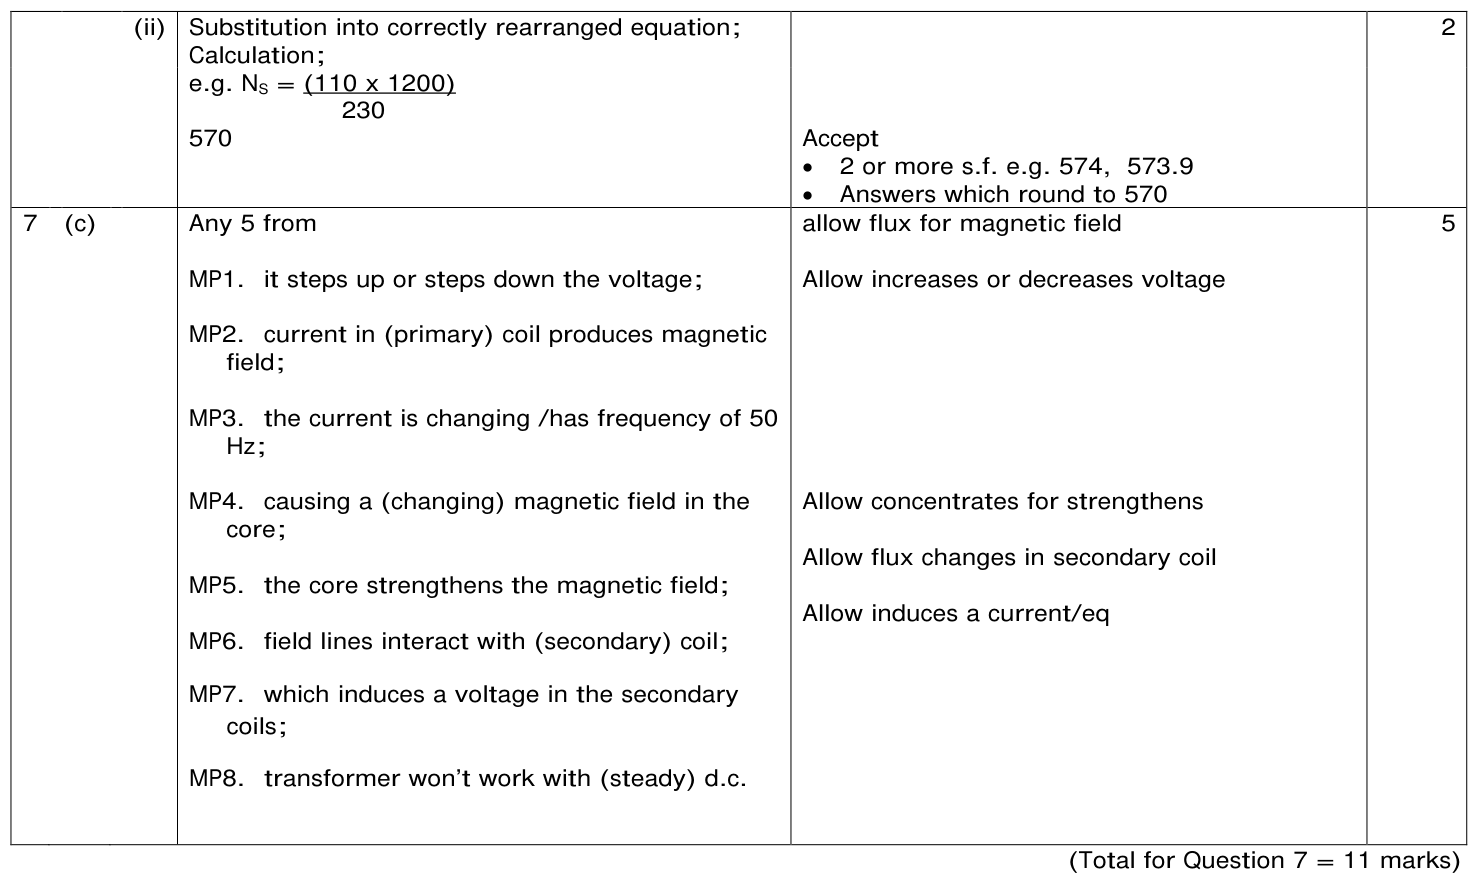 (ii) Substitution into correctly rearranged equation; 2
Calculation;
e.g. NS = (110 x 1200)
230
570 Accept
• 2 or more s.f. e.g. 574, 573.9
• Answers which round to 570
7 (c) Any 5 from allow flux for magnetic field 5
MP1. it steps up or steps down the voltage; Allow increases or decreases voltage
MP2. current in (primary) coil produces magnetic
field;
MP3. the current is changing /has frequency of 50
Hz;
MP4. causing a (changing) magnetic field in the Allow concentrates for strengthens
core;
Allow flux changes in secondary coil
MP5. the core strengthens the magnetic field;
Allow induces a current/eq
MP6. field lines interact with (secondary) coil;
MP7. which induces a voltage in the secondary
coils;
MP8. transformer won't work with (steady) d.c.
(Total for Question 7 = 11 marks)